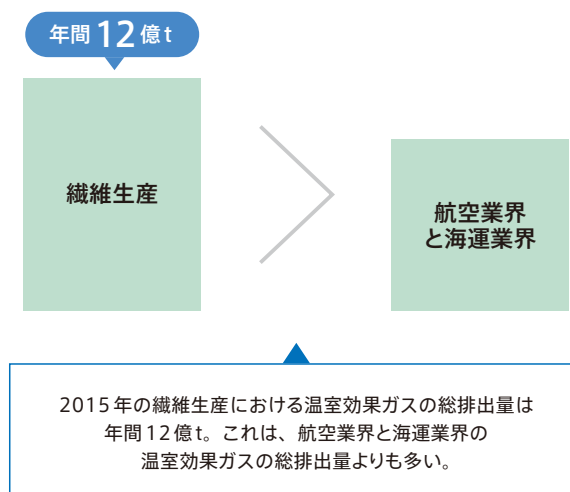 年間12億t
繊維生産
航空業界
と海運業界
2015年の繊維生産における温室効果ガスの総排出量は
年間12億t。これは、航空業界と海運業界の
温室効果ガスの総排出量よりも多い。